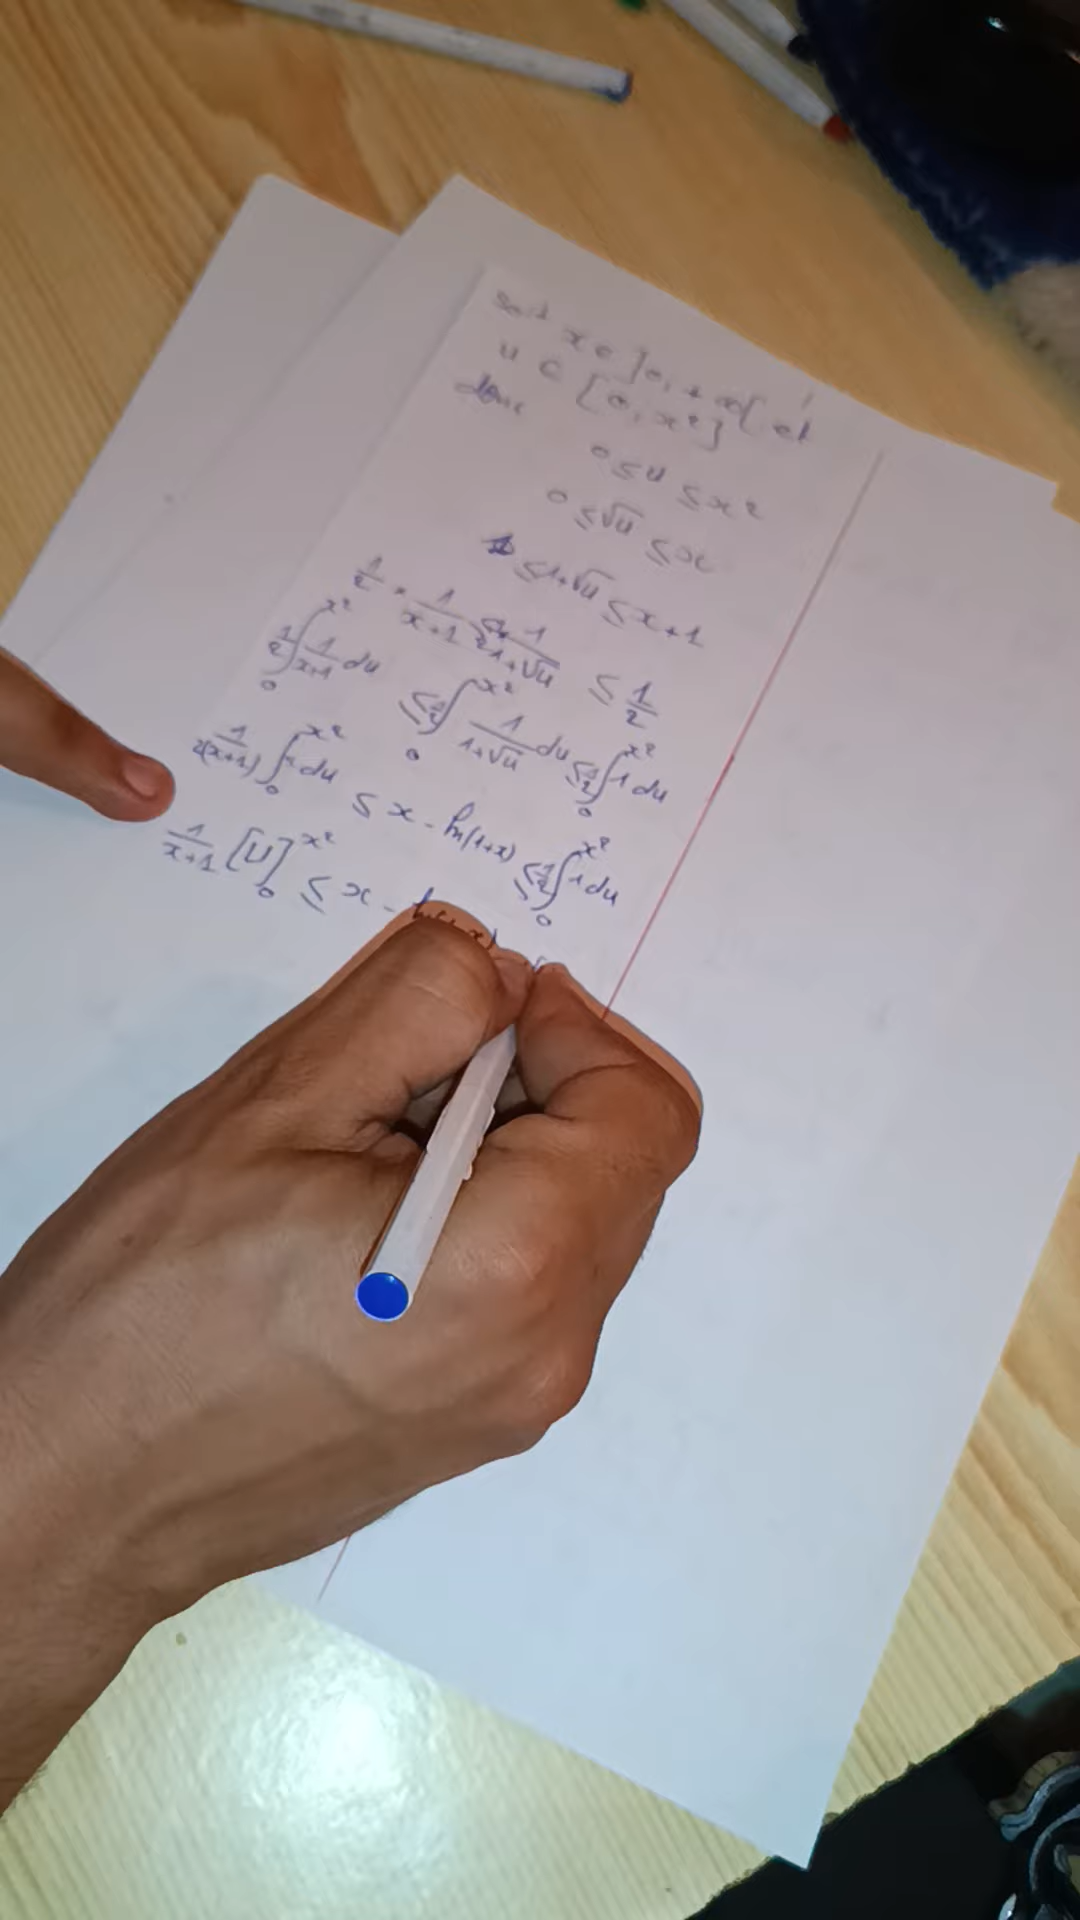 Soit x ∈ ]0, +∞[ et
u ∈ [0, x²]
donc
0 ≤ u ≤ x²
0 ≤ √u ≤ x
1 ≤ 1+√u ≤ x+1
1/2 × 1/(x+1) ≤ 1/2 1/(1+√u) ≤ 1/2
1/2 ∫₀^{x²} 1/(x+1) du ≤ 1/2 ∫₀^{x²} 1/(1+√u) du ≤ 1/2 ∫₀^{x²} 1 du
1/(2(x+1)) ∫₀^{x²} 1 du ≤ x - ln(1+x) ≤ 1/2 ∫₀^{x²} 1 du
1/(x+1) [U]₀^{x²} ≤ x -